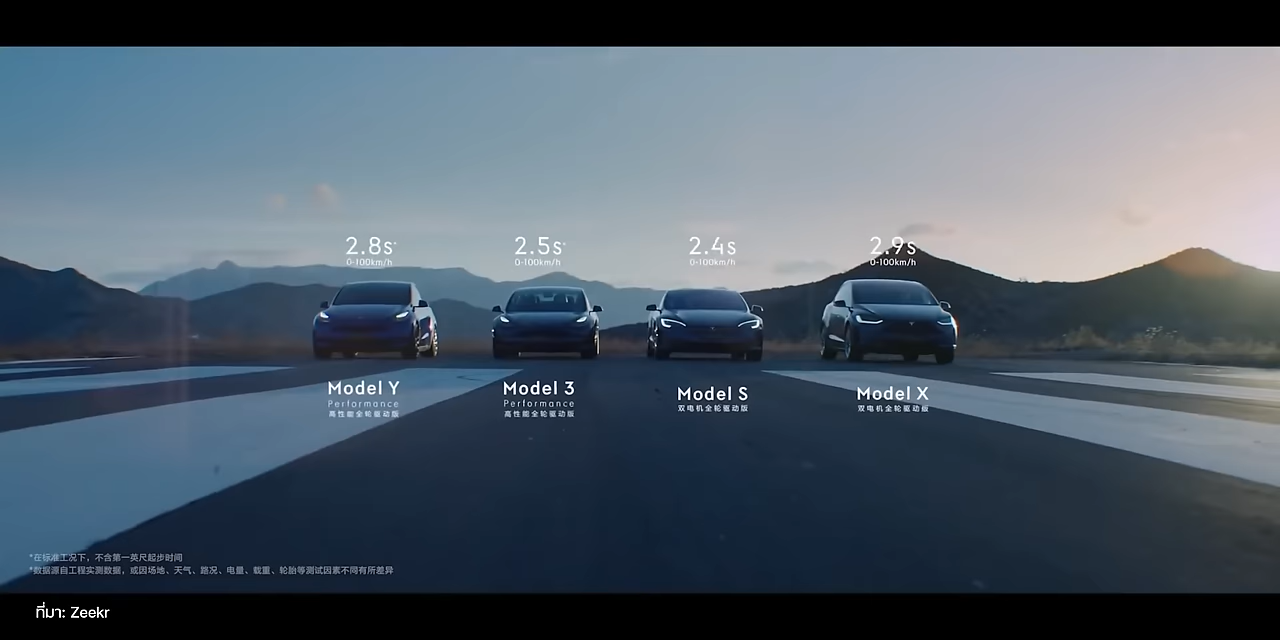 2.8s*
0-100km/h
2.5s*
0-100km/h
2.4s
0-100km/h
2.9s
0-100km/h
Model Y
Performance
高性能全轮驱动版
Model 3
Performance
高性能全轮驱动版
Model S
双电机全轮驱动版
Model X
双电机全轮驱动版
*在标准工况下，不含第一英尺起步时间
*数据源自工程实测数据，或因场地、天气、路况、电量、载重、轮胎等测试因素不同有所差异
ที่มา: Zeekr